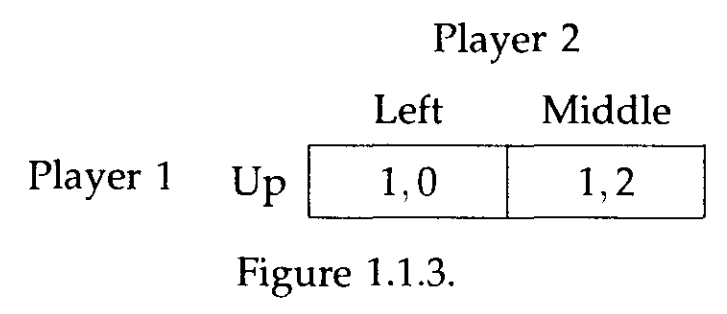 Player 2
Left Middle
Player 1 Up 1,0 1,2
Figure 1.1.3.